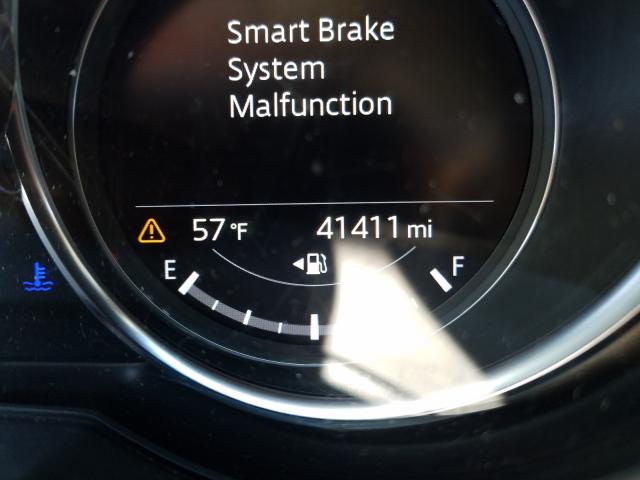 Smart Brake
System
Malfunction
57 °F 41411 mi
E F